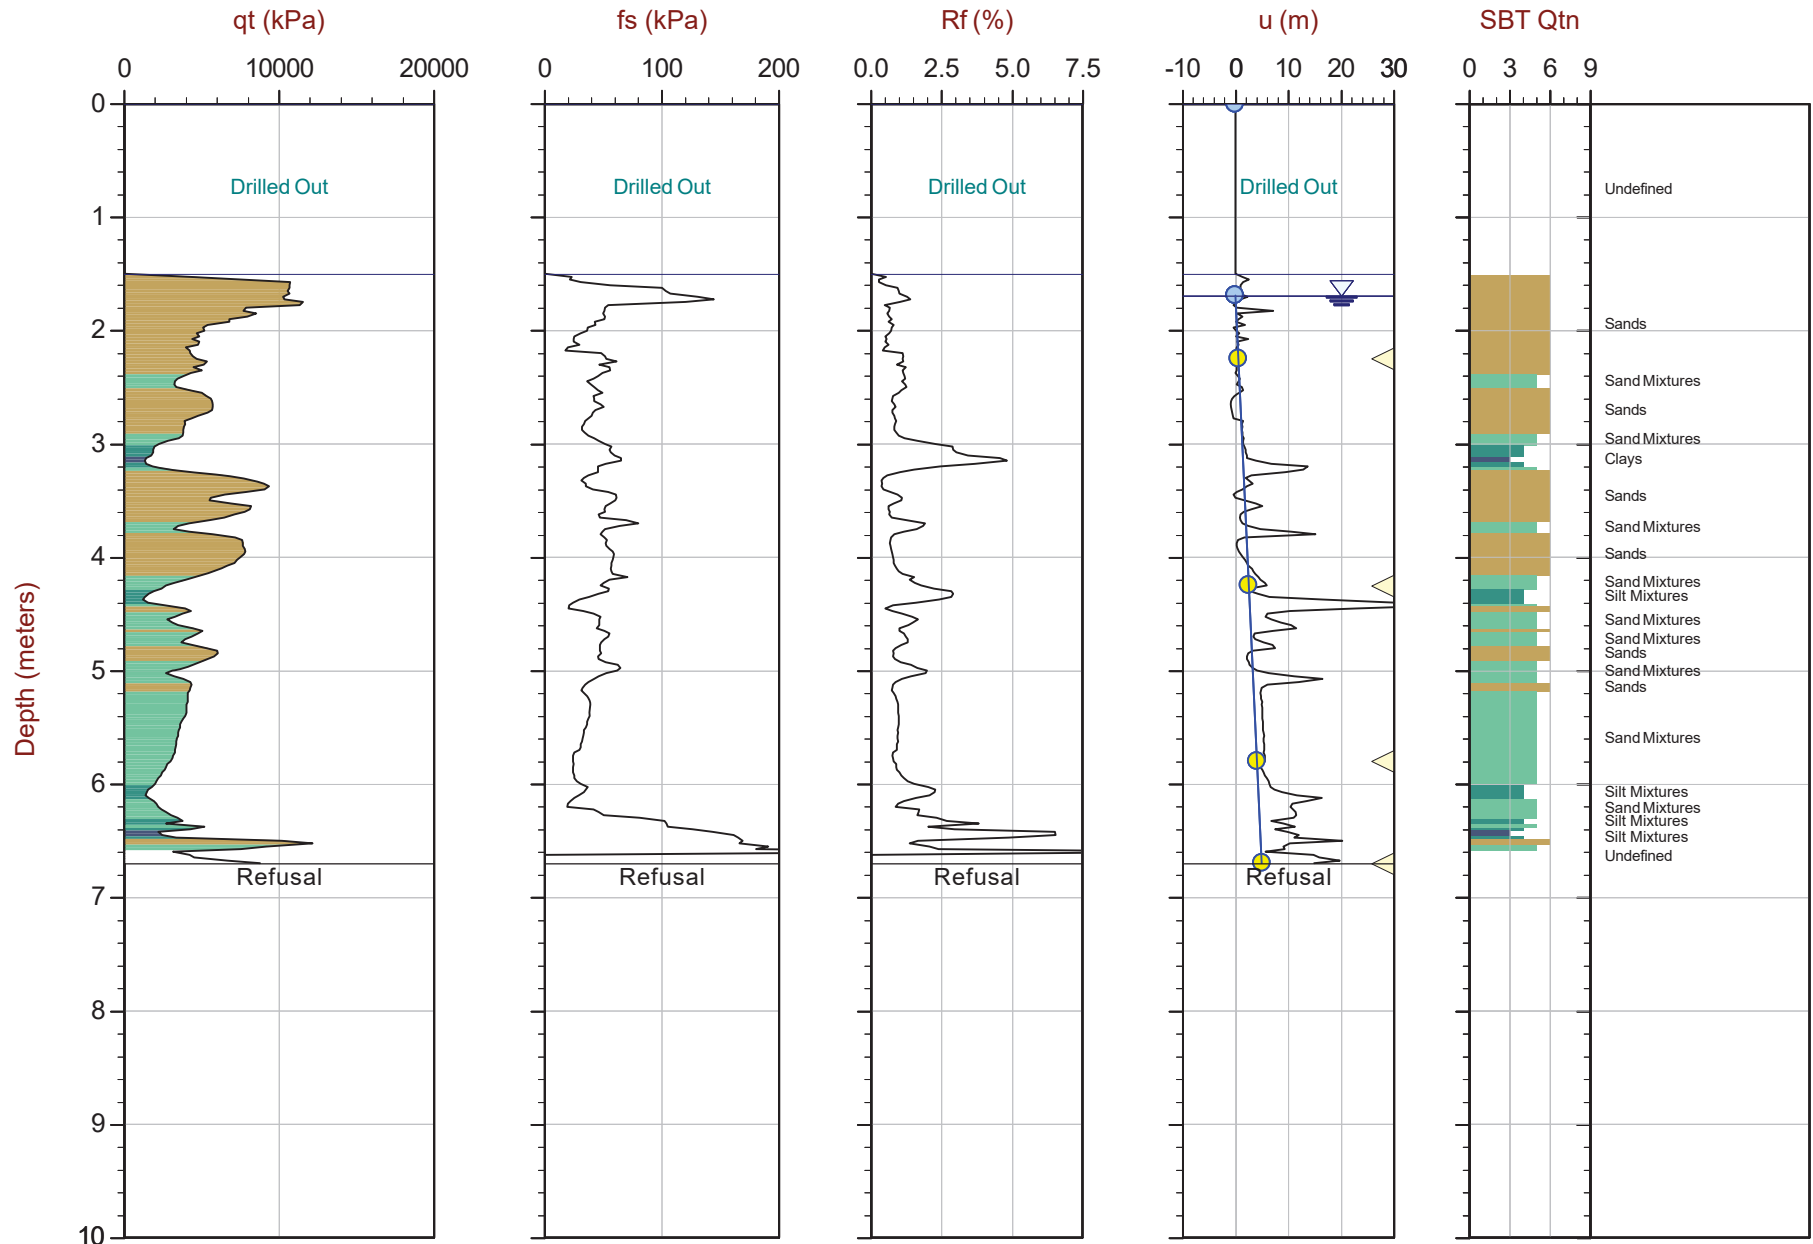 qt (kPa) fs (kPa) Rf (%) u (m) SBT Qtn
0 10000 20000 0 100 200 0.0 2.5 5.0 7.5 -10 0 10 20 30 0 3 6 9
0
Drilled Out Drilled Out Drilled Out Drilled Out Undefined
1
Sands
2
Sand Mixtures
Sands
Sand Mixtures
3
Clays
Sands
Sand Mixtures
Sands
4
Sand Mixtures
Silt Mixtures
Sand Mixtures
Sand Mixtures
Sands
Sand Mixtures
5
Sands
Depth (meters)
Sand Mixtures
6
Silt Mixtures
Sand Mixtures
Silt Mixtures
Silt Mixtures
Undefined
Refusal Refusal Refusal Refusal
7
8
9
10